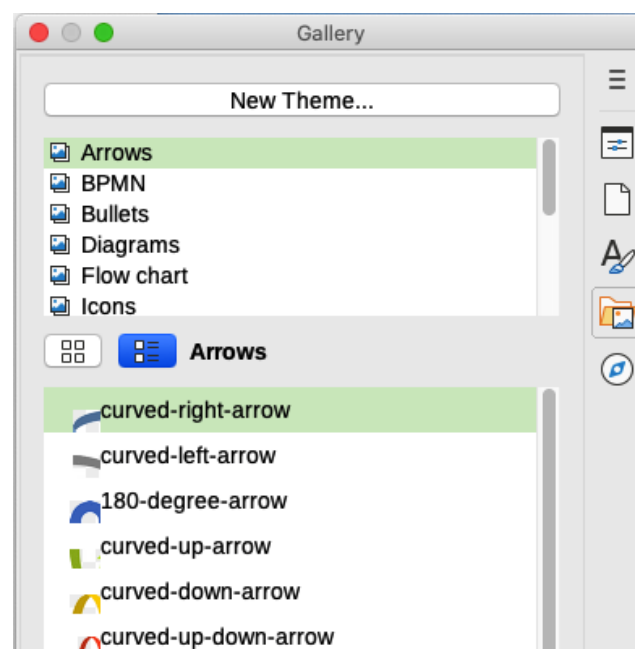 Gallery
New Theme...
Arrows
BPMN
Bullets
Diagrams
Flow chart
Icons
Arrows
curved-right-arrow
curved-left-arrow
180-degree-arrow
curved-up-arrow
curved-down-arrow
curved-up-down-arrow